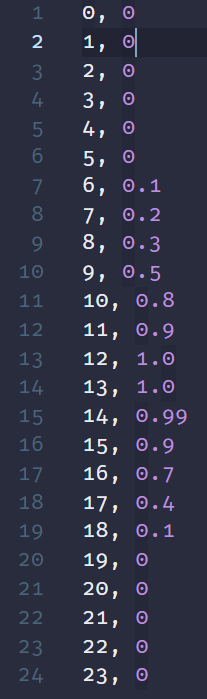 1 0, 0
2 1, 0
3 2, 0
4 3, 0
5 4, 0
6 5, 0
7 6, 0.1
8 7, 0.2
9 8, 0.3
10 9, 0.5
11 10, 0.8
12 11, 0.9
13 12, 1.0
14 13, 1.0
15 14, 0.99
16 15, 0.9
17 16, 0.7
18 17, 0.4
19 18, 0.1
20 19, 0
21 20, 0
22 21, 0
23 22, 0
24 23, 0